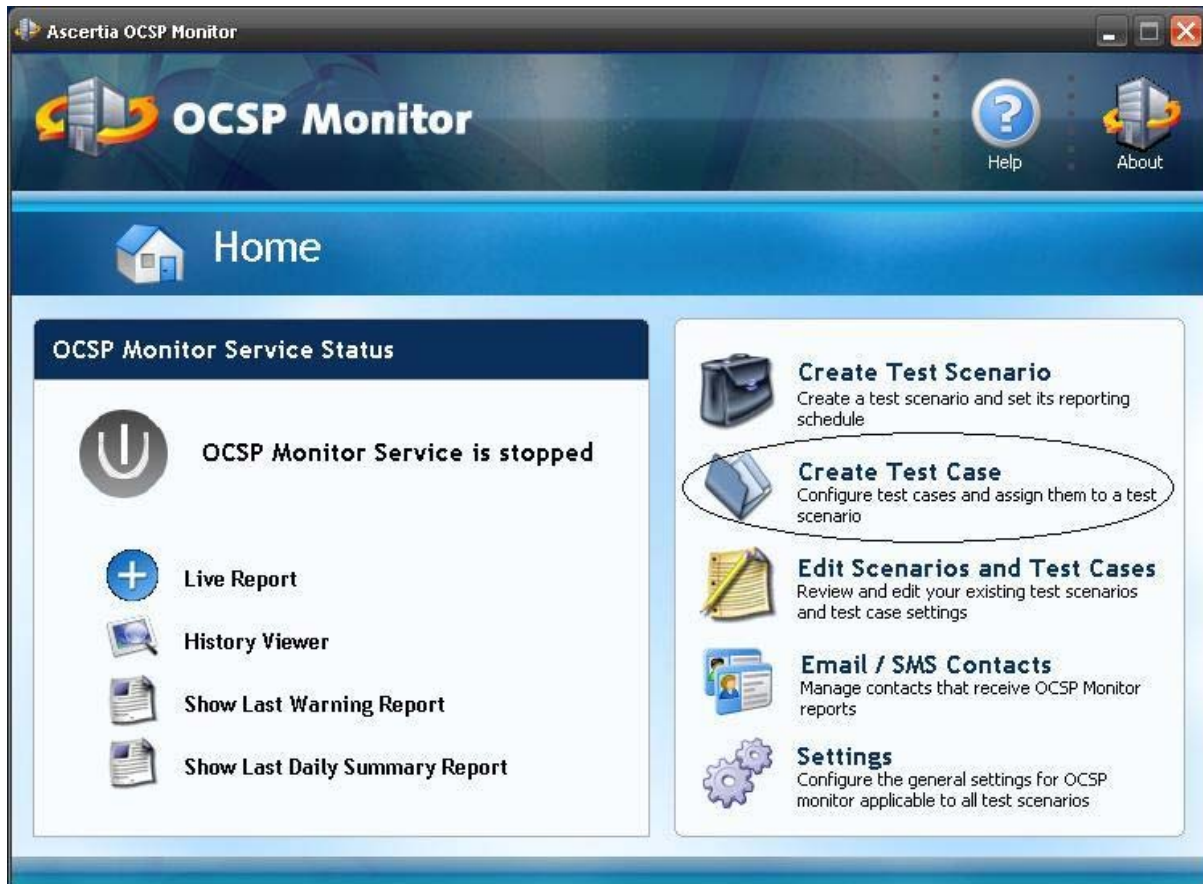 Ascertia OCSP Monitor
OCSP Monitor
Help
About
Home
OCSP Monitor Service Status
OCSP Monitor Service is stopped
Live Report
History Viewer
Show Last Warning Report
Show Last Daily Summary Report
Create Test Scenario
Create a test scenario and set its reporting
schedule
Create Test Case
Configure test cases and assign them to a test
scenario
Edit Scenarios and Test Cases
Review and edit your existing test scenarios
and test case settings
Email / SMS Contacts
Manage contacts that receive OCSP Monitor
reports
Settings
Configure the general settings for OCSP
monitor applicable to all test scenarios